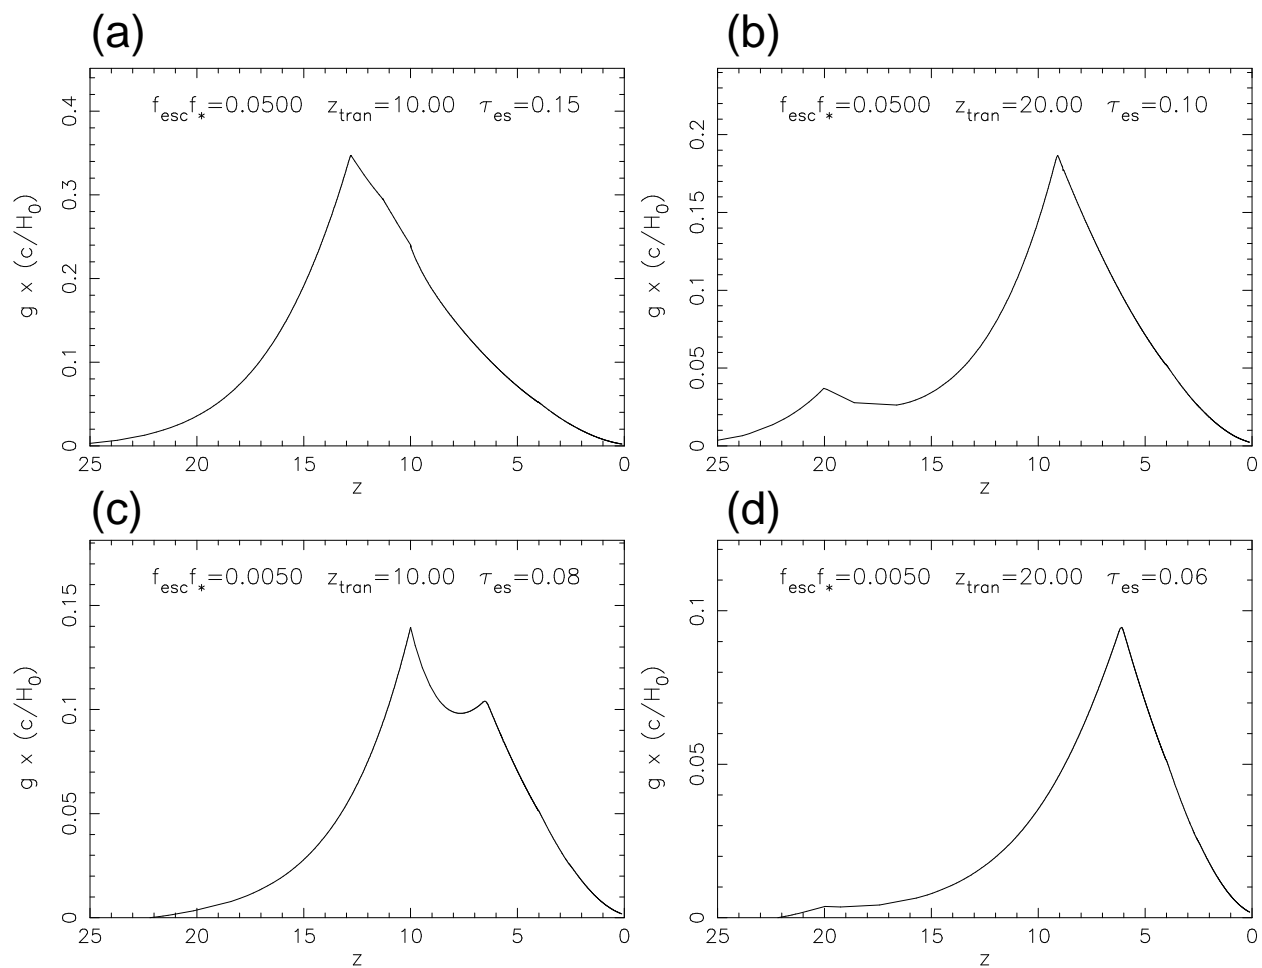 (a)
f_esc f_*=0.0500 z_tran=10.00 τ_es=0.15
0.4
0.3
0.2
0.1
0
g x (c/H_0)
25 20 15 10 5 0
z
(b)
f_esc f_*=0.0500 z_tran=20.00 τ_es=0.10
0.2
0.15
0.1
0.05
0
g x (c/H_0)
25 20 15 10 5 0
z
(c)
f_esc f_*=0.0050 z_tran=10.00 τ_es=0.08
0.15
0.1
0.05
0
g x (c/H_0)
25 20 15 10 5 0
z
(d)
f_esc f_*=0.0050 z_tran=20.00 τ_es=0.06
0.1
0.05
0
g x (c/H_0)
25 20 15 10 5 0
z